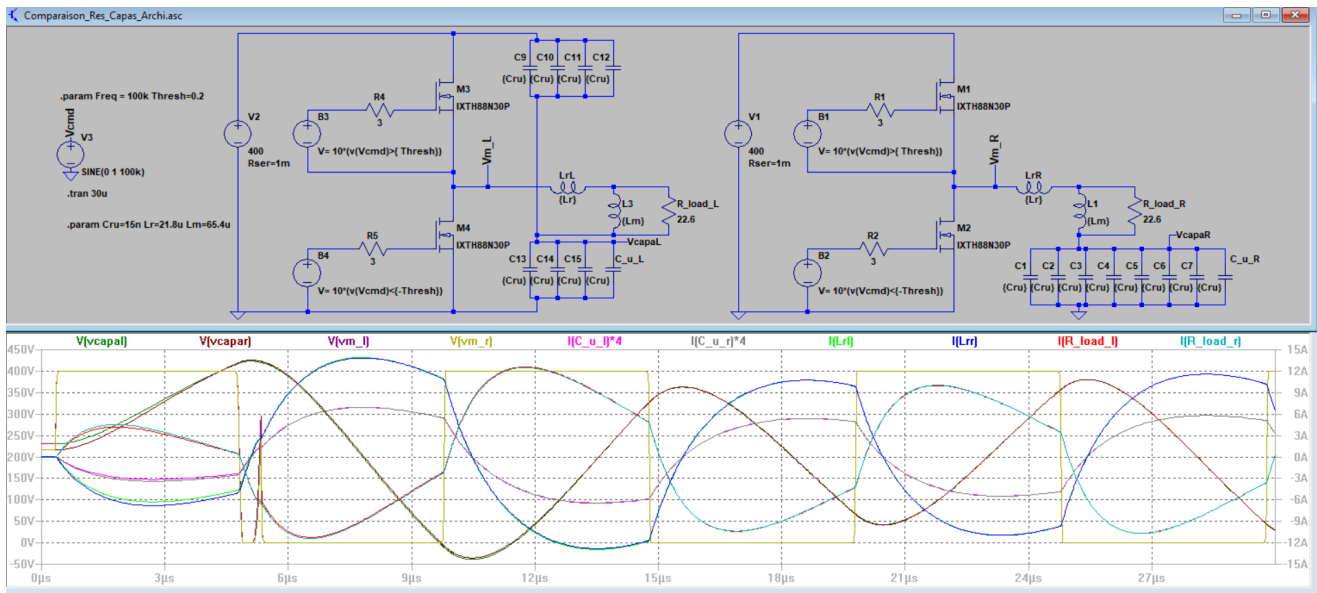 Comparaison_Res_Capas_Archi.asc
.param Freq = 100k Thresh=0.2
Vcmd
V3
SINE(0 1 100k)
.tran 30u
.param Cru=15n Lr=21.8u Lm=65.4u
V2
400
Rser=1m
B3
V= 10*(v(Vcmd)>{ Thresh})
R4
3
M3
IXTH88N30P
C9 C10 C11 C12
{Cru} {Cru} {Cru} {Cru}
Vm_L
LrL
{Lr}
L3
{Lm}
R_load_L
22.6
B4
V= 10*(v(Vcmd)<{-Thresh})
R5
3
M4
IXTH88N30P
VcapaL
C13 C14 C15 C_u_L
{Cru} {Cru} {Cru} {Cru}
V1
400
Rser=1m
B1
V= 10*(v(Vcmd)>{ Thresh})
R1
3
M1
IXTH88N30P
Vm_R
LrR
{Lr}
L1
{Lm}
R_load_R
22.6
B2
V= 10*(v(Vcmd)<{-Thresh})
R2
3
M2
IXTH88N30P
VcapaR
C1 C2 C3 C4 C5 C6 C7 C_u_R
{Cru} {Cru} {Cru} {Cru} {Cru} {Cru} {Cru} {Cru}
V(vcapal) V(vcapar) V(vm_l) V(vm_r) I(C_u_l)*4 I(C_u_r)*4 I(Lrl) I(Lrr) I(R_load_l) I(R_load_r)
450V 15A
400V 12A
350V 9A
300V 6A
250V 3A
200V 0A
150V -3A
100V -6A
50V -9A
0V -12A
-50V -15A
0µs 3µs 6µs 9µs 12µs 15µs 18µs 21µs 24µs 27µs